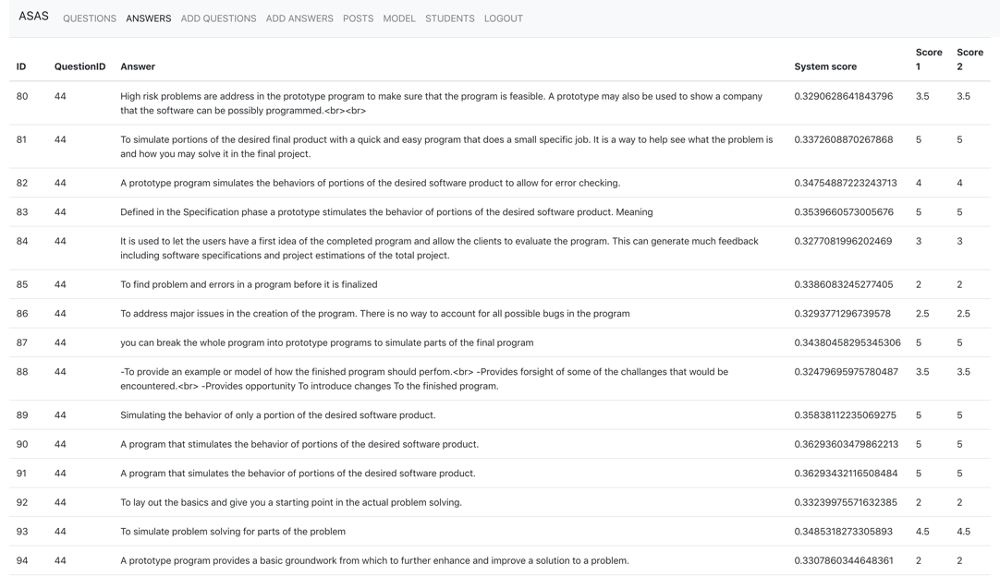 ASAS QUESTIONS ANSWERS ADD QUESTIONS ADD ANSWERS POSTS MODEL STUDENTS LOGOUT
ID QuestionID Answer System score Score 1 Score 2
80 44 High risk problems are address in the prototype program to make sure that the program is feasible. A prototype may also be used to show a company 0.3290628641843796 3.5 3.5
that the software can be possibly programmed.<br><br>
81 44 To simulate portions of the desired final product with a quick and easy program that does a small specific job. It is a way to help see what the problem is 0.3372608870267868 5 5
and how you may solve it in the final project.
82 44 A prototype program simulates the behaviors of portions of the desired software product to allow for error checking. 0.34754887223243713 4 4
83 44 Defined in the Specification phase a prototype stimulates the behavior of portions of the desired software product. Meaning 0.3539660573005676 5 5
84 44 It is used to let the users have a first idea of the completed program and allow the clients to evaluate the program. This can generate much feedback 0.3277081996202469 3 3
including software specifications and project estimations of the total project.
85 44 To find problem and errors in a program before it is finalized 0.3386083245277405 2 2
86 44 To address major issues in the creation of the program. There is no way to account for all possible bugs in the program 0.3293771296739578 2.5 2.5
87 44 you can break the whole program into prototype programs to simulate parts of the final program 0.34380458295345306 5 5
88 44 -To provide an example or model of how the finished program should perfom.<br> -Provides forsight of some of the challanges that would be 0.32479695975780487 3.5 3.5
encountered.<br> -Provides opportunity To introduce changes To the finished program.
89 44 Simulating the behavior of only a portion of the desired software product. 0.35838112235069275 5 5
90 44 A program that stimulates the behavior of portions of the desired software product. 0.36293603479862213 5 5
91 44 A program that simulates the behavior of portions of the desired software product. 0.36293432116508484 5 5
92 44 To lay out the basics and give you a starting point in the actual problem solving. 0.33239975571632385 2 2
93 44 To simulate problem solving for parts of the problem 0.3485318273305893 4.5 4.5
94 44 A prototype program provides a basic groundwork from which to further enhance and improve a solution to a problem. 0.3307860344648361 2 2